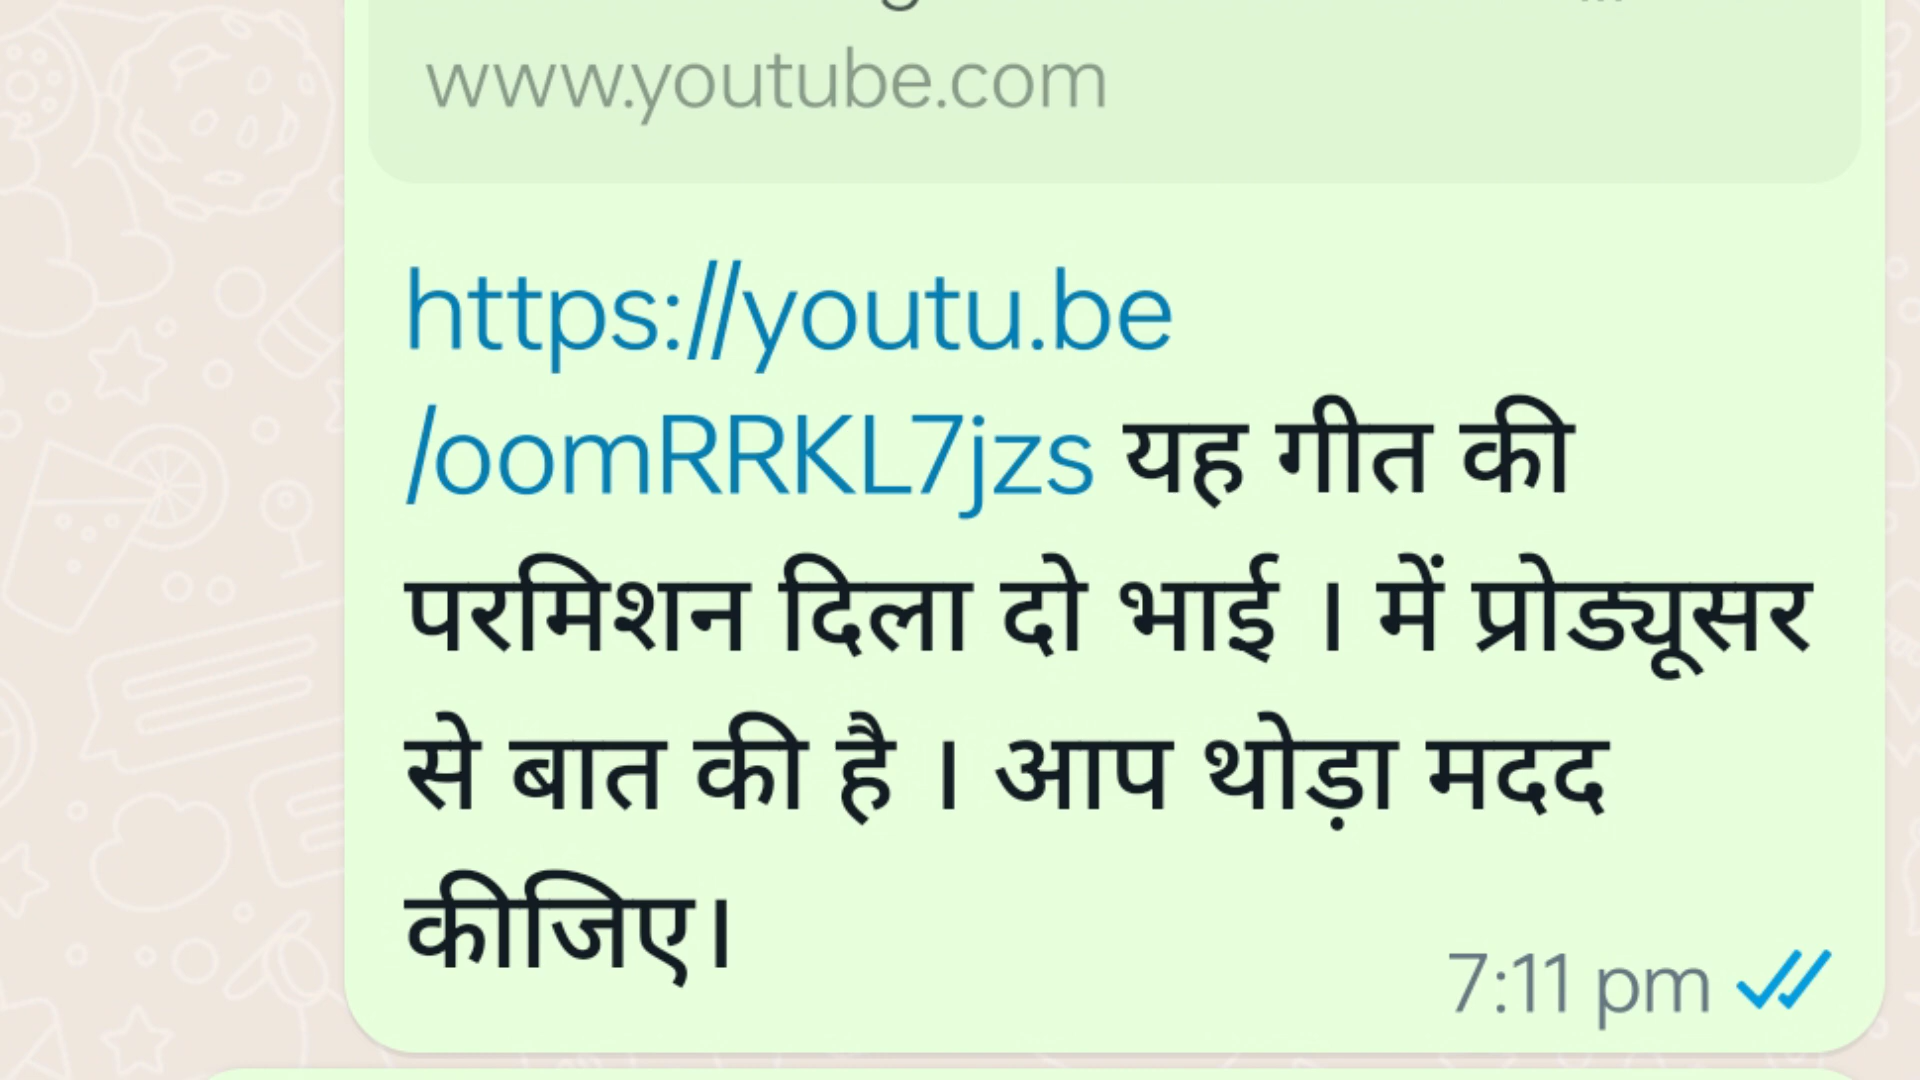 www.youtube.com
https://youtu.be
/oomRRKL7jzs यह गीत की
परमिशन दिला दो भाई । में प्रोड्यूसर
से बात की है । आप थोड़ा मदद
कीजिए।
7:11 pm